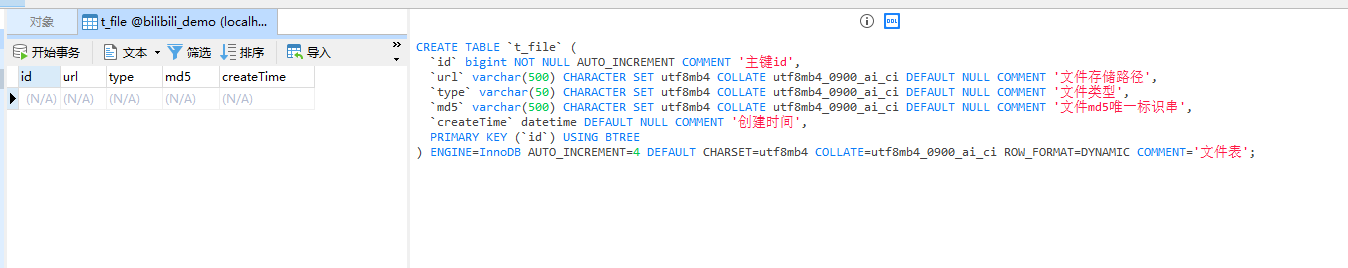 对象
t_file @bilibili_demo (localh...
开始事务 文本 筛选 排序 导入 »
id url type md5 createTime
(N/A) (N/A) (N/A) (N/A) (N/A)
DDL
CREATE TABLE `t_file` (
`id` bigint NOT NULL AUTO_INCREMENT COMMENT '主键id',
`url` varchar(500) CHARACTER SET utf8mb4 COLLATE utf8mb4_0900_ai_ci DEFAULT NULL COMMENT '文件存储路径',
`type` varchar(50) CHARACTER SET utf8mb4 COLLATE utf8mb4_0900_ai_ci DEFAULT NULL COMMENT '文件类型',
`md5` varchar(500) CHARACTER SET utf8mb4 COLLATE utf8mb4_0900_ai_ci DEFAULT NULL COMMENT '文件md5唯一标识串',
`createTime` datetime DEFAULT NULL COMMENT '创建时间',
PRIMARY KEY (`id`) USING BTREE
) ENGINE=InnoDB AUTO_INCREMENT=4 DEFAULT CHARSET=utf8mb4 COLLATE=utf8mb4_0900_ai_ci ROW_FORMAT=DYNAMIC COMMENT='文件表';